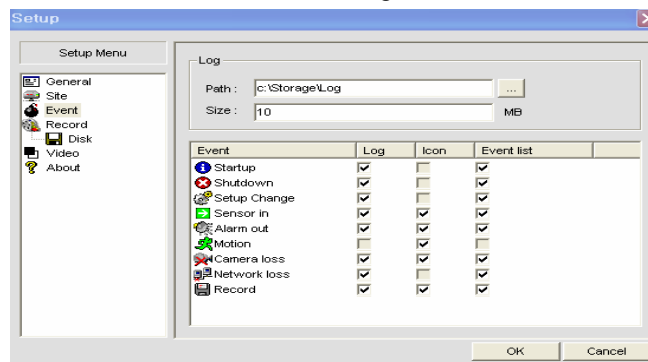 Setup
Setup Menu
General
Site
Event
Record
Disk
Video
About
Log
Path : c:\Storage\Log ...
Size : 10 MB
Event Log Icon Event list
Startup
Shutdown
Setup Change
Sensor in
Alarm out
Motion
Camera loss
Network loss
Record
OK Cancel